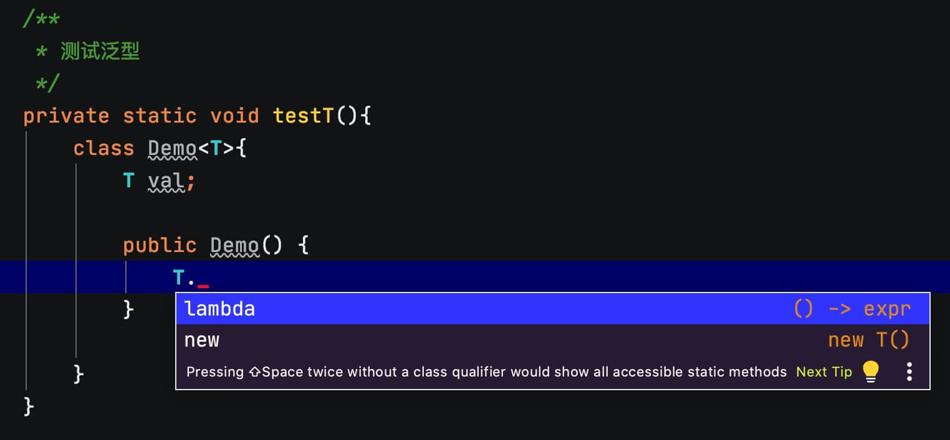 /**
* 测试泛型
*/
private static void testT(){
class Demo<T>{
T val;
public Demo() {
T._
}
lambda () -> expr
new new T()
Pressing ⇧Space twice without a class qualifier would show all accessible static methods Next Tip
}
}